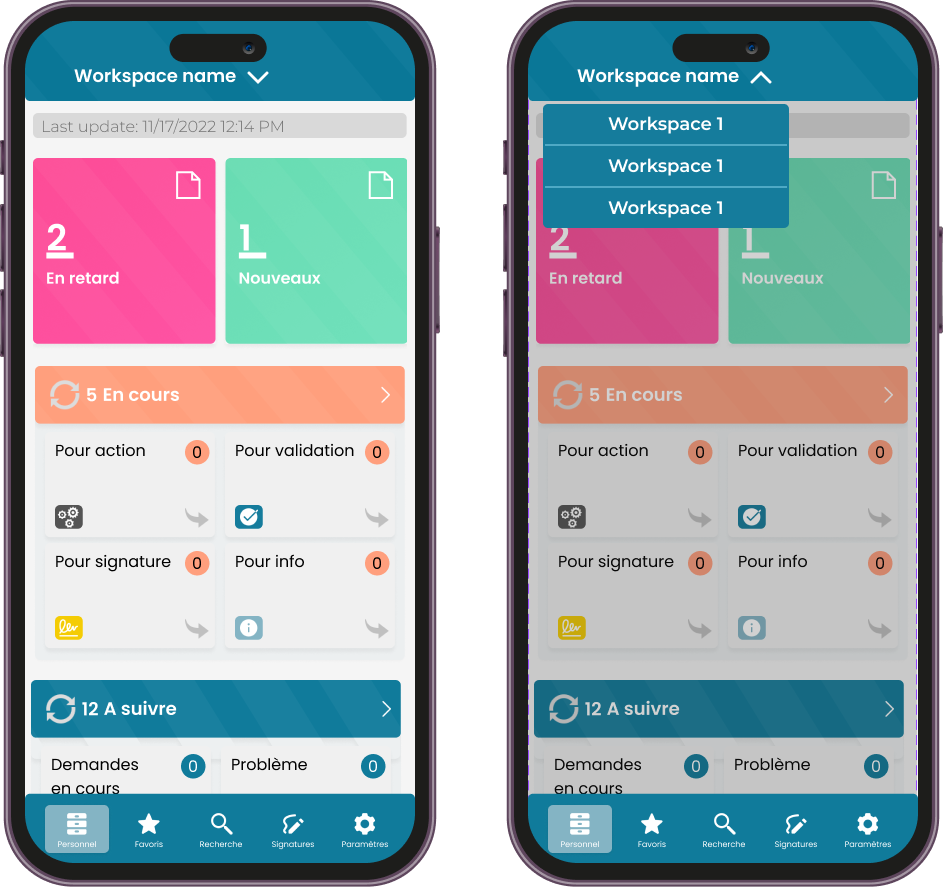 Workspace name
Last update: 11/17/2022 12:14 PM
2
En retard
1
Nouveaux
5 En cours
Pour action
0
Pour validation
0
Pour signature
0
Pour info
0
12 A suivre
Demandes
en cours
0
Problème
0
Personnel
Favoris
Recherche
Signatures
Paramètres
Workspace name
Workspace 1
Workspace 1
Workspace 1
2
En retard
1
Nouveaux
5 En cours
Pour action
0
Pour validation
0
Pour signature
0
Pour info
0
12 A suivre
Demandes
en cours
0
Problème
0
Personnel
Favoris
Recherche
Signatures
Paramètres